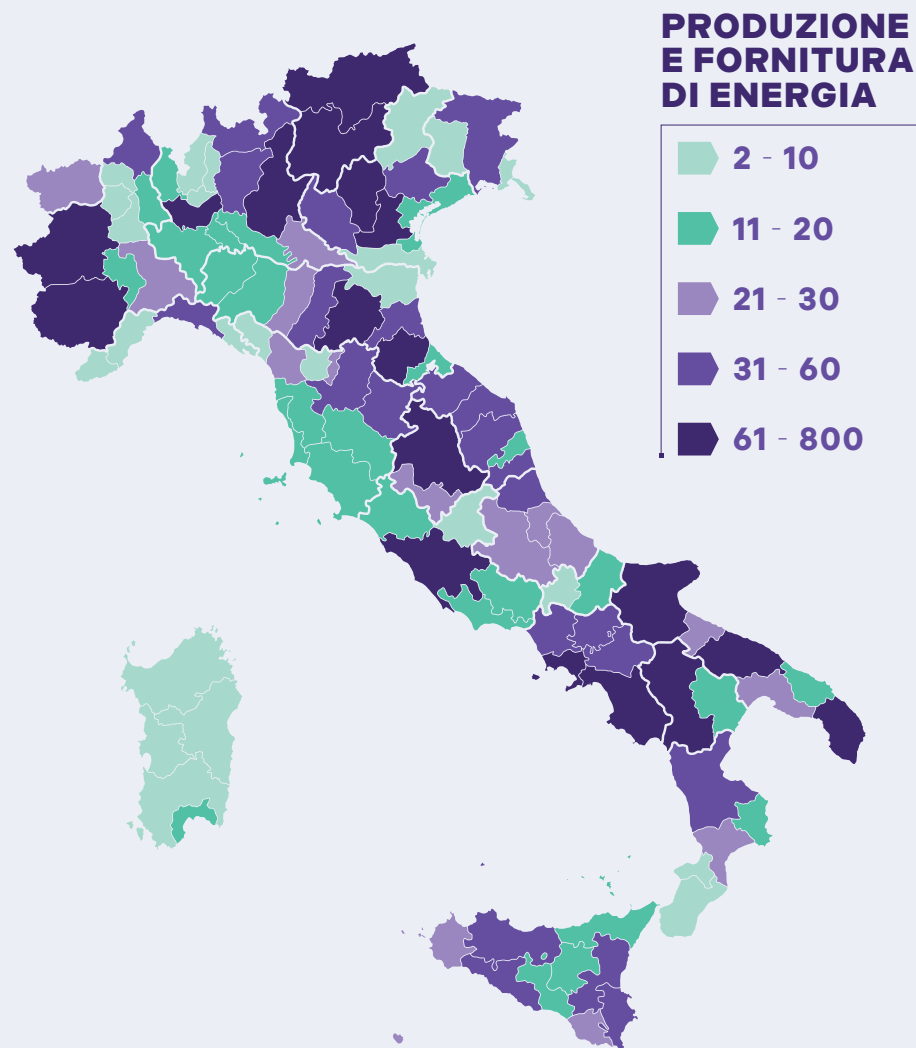 PRODUZIONE
E FORNITURA
DI ENERGIA
2 - 10
11 - 20
21 - 30
31 - 60
61 - 800